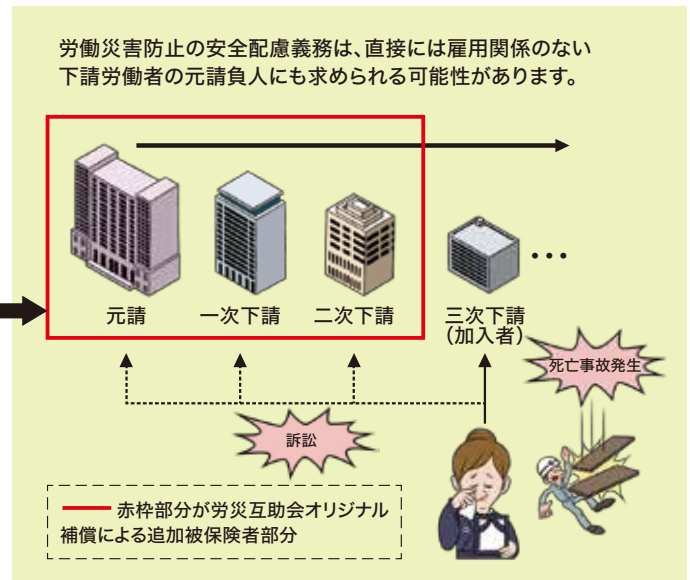 労働災害防止の安全配慮義務は、直接には雇用関係のない
下請労働者の元請負人にも求められる可能性があります。
元請
一次下請
二次下請
三次下請
(加入者)
…
死亡事故発生
訴訟
赤枠部分が労災互助会オリジナル
補償による追加被保険者部分